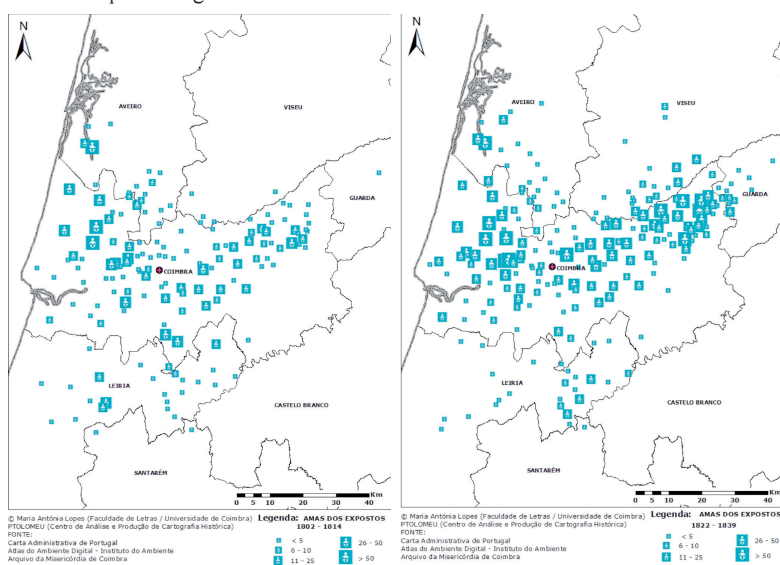 N
AVEIRO
VISEU
GUARDA
COIMBRA
LEIRIA
CASTELO BRANCO
SANTARÉM
Km
0 5 10 20 30 40
© Maria Antónia Lopes (Faculdade de Letras / Universidade de Coimbra)
PTOLOMEU (Centro de Análise e Produção de Cartografia Histórica)
FONTE:
Carta Administrativa de Portugal
Atlas do Ambiente Digital - Instituto do Ambiente
Arquivo da Misericórdia de Coimbra
Legenda: AMAS DOS EXPOSTOS
1802 - 1814
< 5
6 - 10
11 - 25
26 - 50
> 50
N
AVEIRO
VISEU
GUARDA
COIMBRA
LEIRIA
CASTELO BRANCO
SANTARÉM
Km
0 5 10 20 30 40
© Maria Antónia Lopes (Faculdade de Letras / Universidade de Coimbra)
PTOLOMEU (Centro de Análise e Produção de Cartografia Histórica)
FONTE:
Carta Administrativa de Portugal
Atlas do Ambiente Digital - Instituto do Ambiente
Arquivo da Misericórdia de Coimbra
Legenda: AMAS DOS EXPOSTOS
1822 - 1839
< 5
6 - 10
11 - 25
26 - 50
> 50